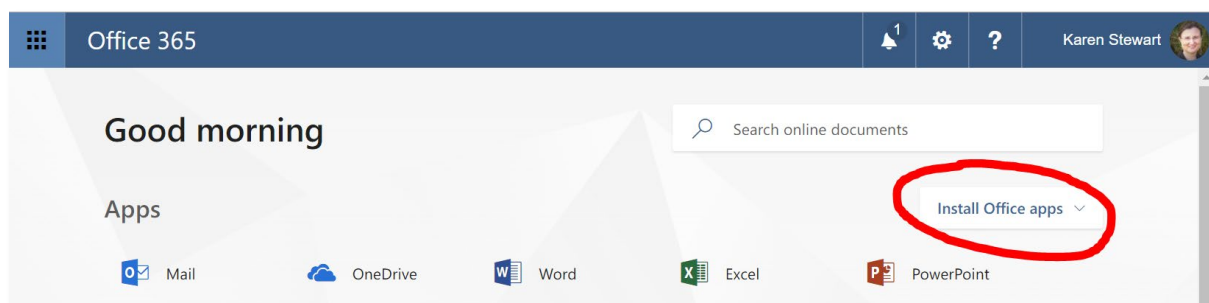 Office 365
1
?
Karen Stewart
Good morning
Search online documents
Apps
Install Office apps
Mail
OneDrive
Word
Excel
PowerPoint